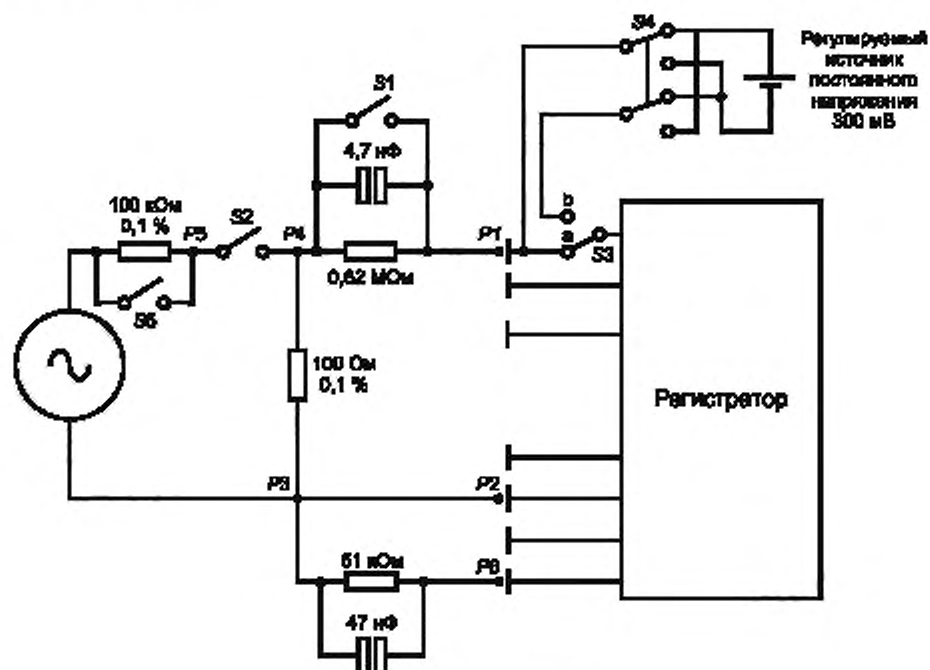 S4
Регулируемый
источник
постоянного
напряжения
300 мВ
S1
4,7 нФ
b
100 кОм
0,1 %
P5
S2
P4
P1
a
S3
0,62 МОм
S5
100 Ом
0,1 %
Регистратор
P3
P2
51 кОм
P6
47 нФ